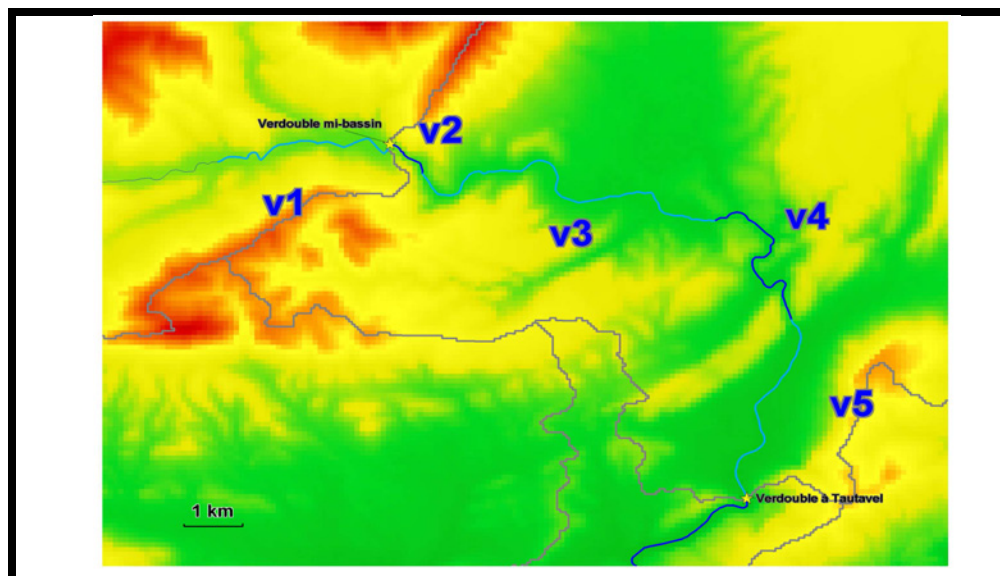 Verdouble mi-bassin
v2
v1
v4
v3
v5
Verdouble à Tautavel
1 km